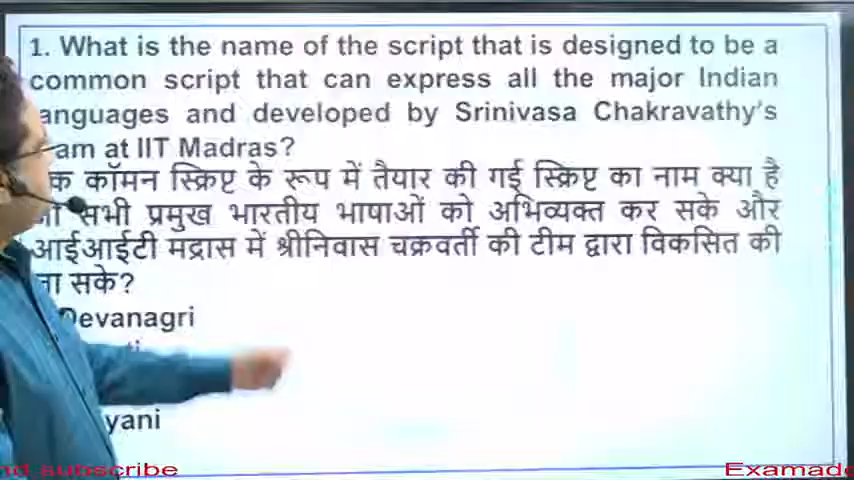 1. What is the name of the script that is designed to be a
common script that can express all the major Indian
anguages and developed by Srinivasa Chakravathy's
am at IIT Madras?
क कॉमन स्क्रिप्ट के रूप में तैयार की गई स्क्रिप्ट का नाम क्या है
सभी प्रमुख भारतीय भाषाओं को अभिव्यक्त कर सके और
आईआईटी मद्रास में श्रीनिवास चक्रवर्ती की टीम द्वारा विकसित की
सके?
Devanagri
yani
nd subscribe
Examado